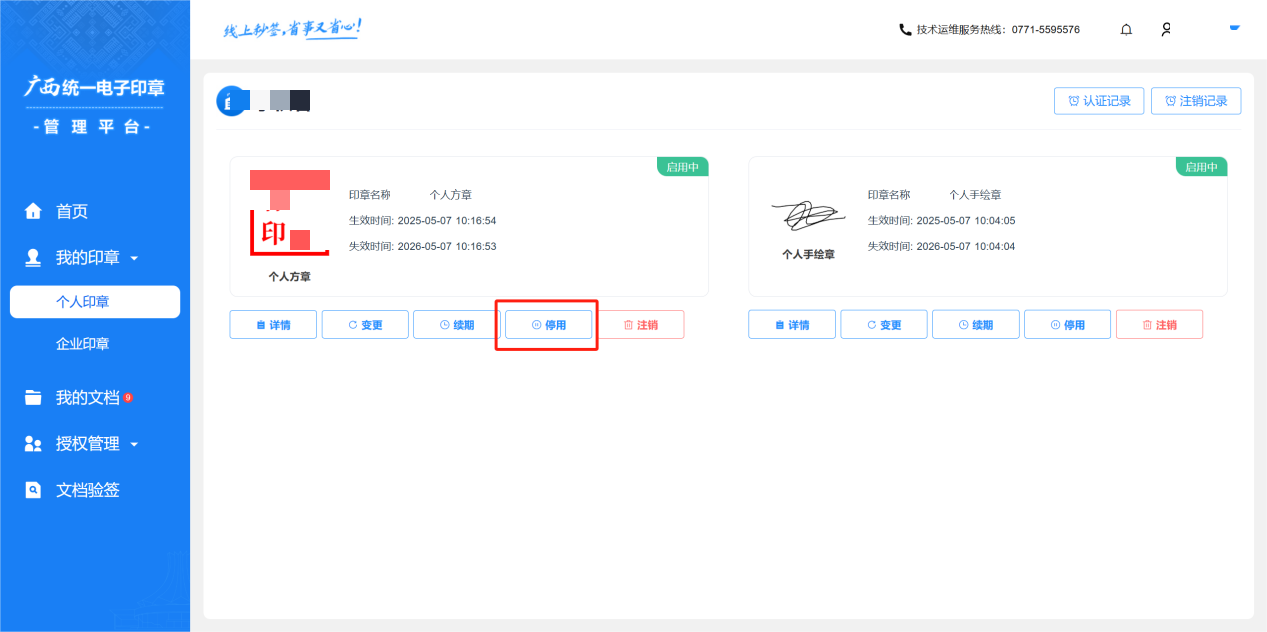 广西统一电子印章
-管 理 平 台-
首页
我的印章
个人印章
企业印章
我的文档 9
授权管理
文档验签
线上秒签,省事又省心!
技术运维服务热线: 0771-5595576
认证记录
注销记录
启用中
印
个人方章
印章名称 个人方章
生效时间: 2025-05-07 10:16:54
失效时间: 2026-05-07 10:16:53
详情 变更 续期 停用 注销
启用中
个人手绘章
印章名称 个人手绘章
生效时间: 2025-05-07 10:04:05
失效时间: 2026-05-07 10:04:04
详情 变更 续期 停用 注销